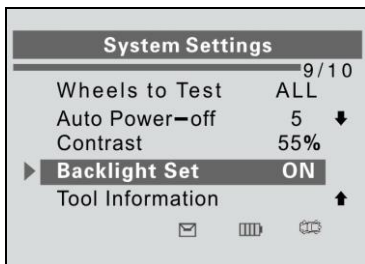 System Settings
9/10
Wheels to Test ALL
Auto Power-off 5
Contrast 55%
Backlight Set ON
Tool Information